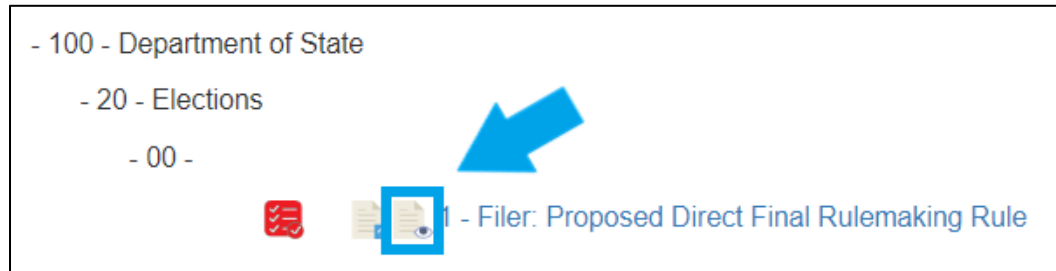 - 100 - Department of State
- 20 - Elections
- 00 -
1 - Filer: Proposed Direct Final Rulemaking Rule